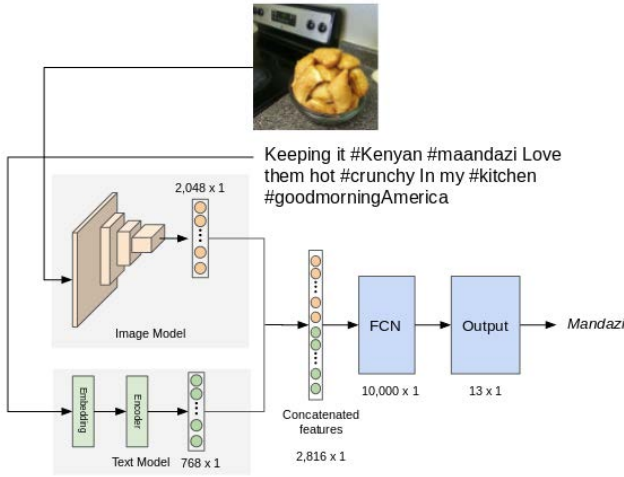 Keeping it #Kenyan #maandazi Love
them hot #crunchy In my #kitchen
#goodmorningAmerica
2,048 x 1
Image Model
Embedding
Encoder
Text Model
768 x 1
Concatenated
features
2,816 x 1
FCN
10,000 x 1
Output
13 x 1
Mandazi